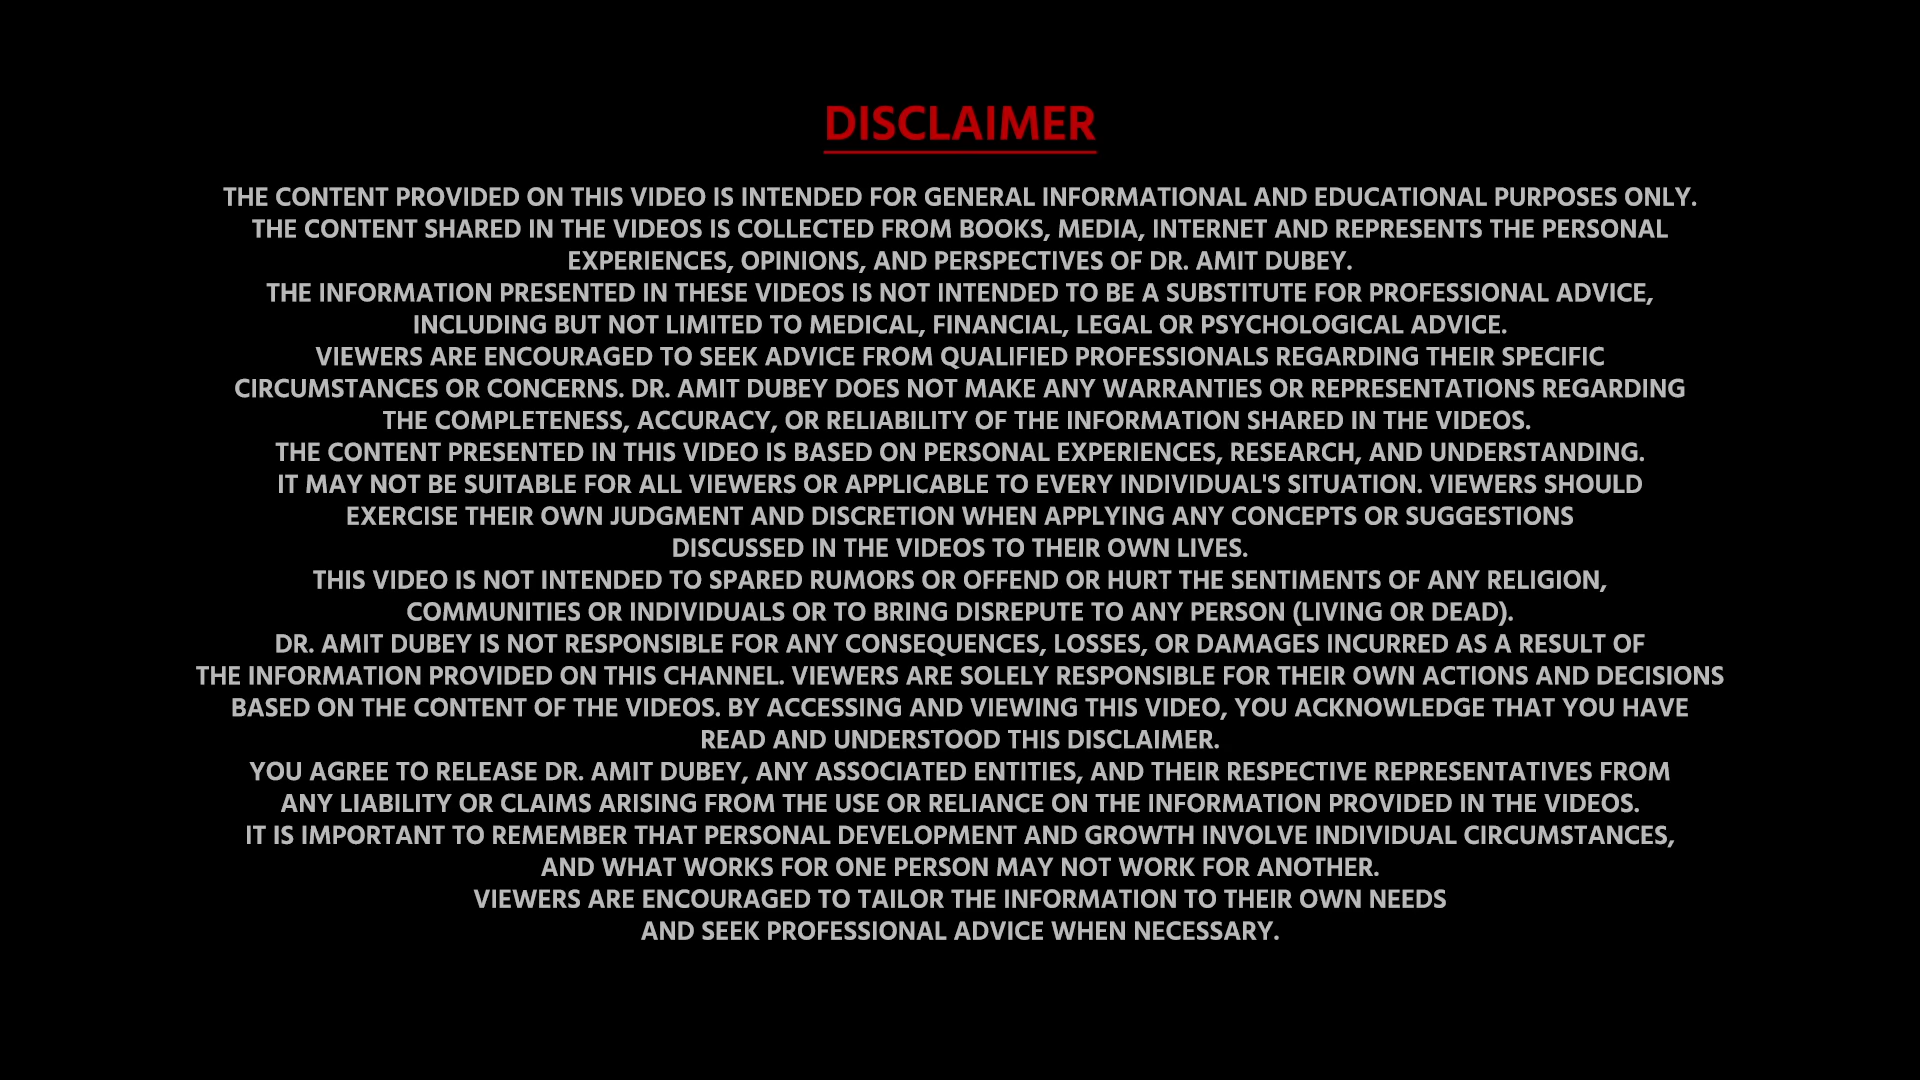 DISCLAIMER
THE CONTENT PROVIDED ON THIS VIDEO IS INTENDED FOR GENERAL INFORMATIONAL AND EDUCATIONAL PURPOSES ONLY.
THE CONTENT SHARED IN THE VIDEOS IS COLLECTED FROM BOOKS, MEDIA, INTERNET AND REPRESENTS THE PERSONAL
EXPERIENCES, OPINIONS, AND PERSPECTIVES OF DR. AMIT DUBEY.
THE INFORMATION PRESENTED IN THESE VIDEOS IS NOT INTENDED TO BE A SUBSTITUTE FOR PROFESSIONAL ADVICE,
INCLUDING BUT NOT LIMITED TO MEDICAL, FINANCIAL, LEGAL OR PSYCHOLOGICAL ADVICE.
VIEWERS ARE ENCOURAGED TO SEEK ADVICE FROM QUALIFIED PROFESSIONALS REGARDING THEIR SPECIFIC
CIRCUMSTANCES OR CONCERNS. DR. AMIT DUBEY DOES NOT MAKE ANY WARRANTIES OR REPRESENTATIONS REGARDING
THE COMPLETENESS, ACCURACY, OR RELIABILITY OF THE INFORMATION SHARED IN THE VIDEOS.
THE CONTENT PRESENTED IN THIS VIDEO IS BASED ON PERSONAL EXPERIENCES, RESEARCH, AND UNDERSTANDING.
IT MAY NOT BE SUITABLE FOR ALL VIEWERS OR APPLICABLE TO EVERY INDIVIDUAL'S SITUATION. VIEWERS SHOULD
EXERCISE THEIR OWN JUDGMENT AND DISCRETION WHEN APPLYING ANY CONCEPTS OR SUGGESTIONS
DISCUSSED IN THE VIDEOS TO THEIR OWN LIVES.
THIS VIDEO IS NOT INTENDED TO SPARED RUMORS OR OFFEND OR HURT THE SENTIMENTS OF ANY RELIGION,
COMMUNITIES OR INDIVIDUALS OR TO BRING DISREPUTE TO ANY PERSON (LIVING OR DEAD).
DR. AMIT DUBEY IS NOT RESPONSIBLE FOR ANY CONSEQUENCES, LOSSES, OR DAMAGES INCURRED AS A RESULT OF
THE INFORMATION PROVIDED ON THIS CHANNEL. VIEWERS ARE SOLELY RESPONSIBLE FOR THEIR OWN ACTIONS AND DECISIONS
BASED ON THE CONTENT OF THE VIDEOS. BY ACCESSING AND VIEWING THIS VIDEO, YOU ACKNOWLEDGE THAT YOU HAVE
READ AND UNDERSTOOD THIS DISCLAIMER.
YOU AGREE TO RELEASE DR. AMIT DUBEY, ANY ASSOCIATED ENTITIES, AND THEIR RESPECTIVE REPRESENTATIVES FROM
ANY LIABILITY OR CLAIMS ARISING FROM THE USE OR RELIANCE ON THE INFORMATION PROVIDED IN THE VIDEOS.
IT IS IMPORTANT TO REMEMBER THAT PERSONAL DEVELOPMENT AND GROWTH INVOLVE INDIVIDUAL CIRCUMSTANCES,
AND WHAT WORKS FOR ONE PERSON MAY NOT WORK FOR ANOTHER.
VIEWERS ARE ENCOURAGED TO TAILOR THE INFORMATION TO THEIR OWN NEEDS
AND SEEK PROFESSIONAL ADVICE WHEN NECESSARY.